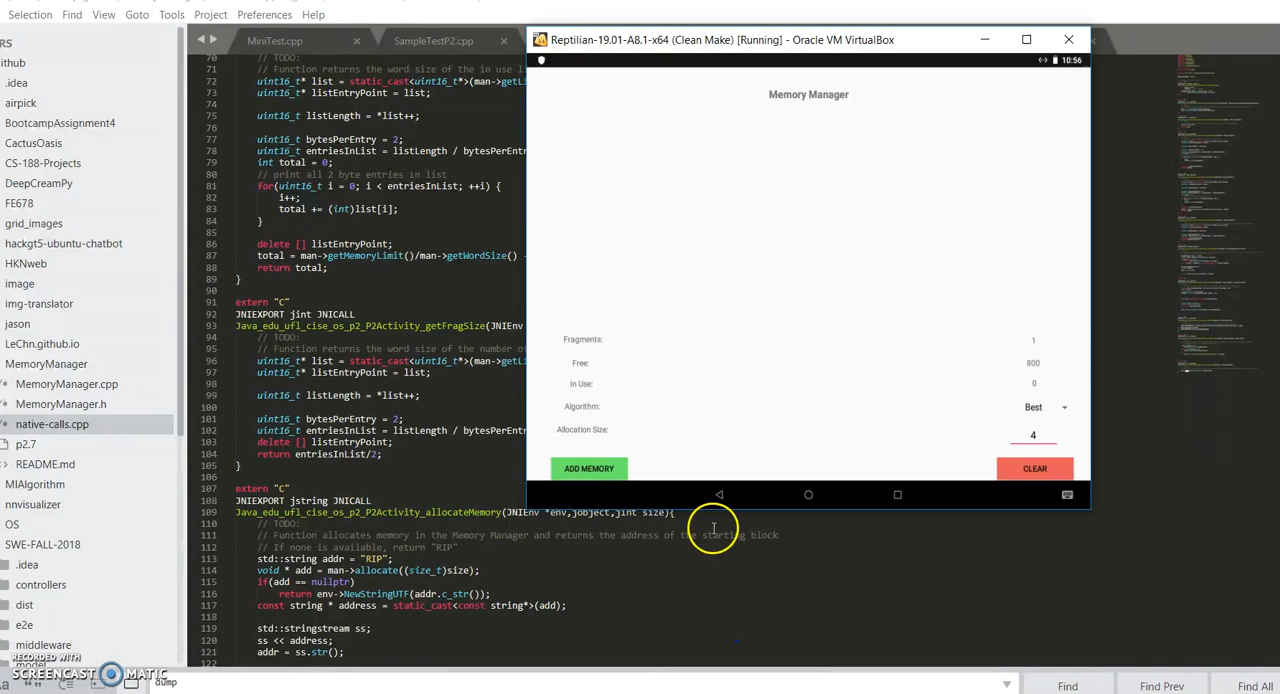 Selection Find View Goto Tools Project Preferences Help
MiniTest.cpp ×
SampleTestP2.cpp ×
RS
ithub
.idea
airpick
BootcampAssignment4
CactusOasis
CS-188-Projects
DeepCreamPy
FE678
grid_images
hackgt5-ubuntu-chatbot
HKNweb
image
img-translator
jason
LeChn.github.io
MemoryManager
MemoryManager.cpp
MemoryManager.h
native-calls.cpp
p2.7
README.md
MIAlgorithm
nnvisualizer
OS
SWE-FALL-2018
.idea
controllers
dist
e2e
middleware
model
RECORDED WITH
SCREENCAST MATIC
70 // TODO:
71 // Function returns the word size of the in use li
72 uint16_t* list = static_cast<uint16_t*>(man->getL
73 uint16_t* listEntryPoint = list;
74
75 uint16_t listLength = *list++;
76
77 uint16_t bytesPerEntry = 2;
78 uint16_t entriesInList = listLength / bytesPerEnt
79 int total = 0;
80 // print all 2 byte entries in list
81 for(uint16_t i = 0; i < entriesInList; ++i) {
82 i++;
83 total += (int)list[i];
84 }
85
86 delete [] listEntryPoint;
87 total = man->getMemoryLimit()/man->getWordSize() -
88 return total;
89 }
90
91 extern "C"
92 JNIEXPORT jint JNICALL
93 Java_edu_ufl_cise_os_p2_P2Activity_getFragSize(JNIEnv
94 // TODO:
95 // Function returns the word size of the number o
96 uint16_t* list = static_cast<uint16_t*>(man->getL
97 uint16_t* listEntryPoint = list;
98
99 uint16_t listLength = *list++;
100
101 uint16_t bytesPerEntry = 2;
102 uint16_t entriesInList = listLength / bytesPerEnt
103 delete [] listEntryPoint;
104 return entriesInList/2;
105 }
106
107 extern "C"
108 JNIEXPORT jstring JNICALL
109 Java_edu_ufl_cise_os_p2_P2Activity_allocateMemory(JNIEnv *env,jobject,jint size){
110 // TODO:
111 // Function allocates memory in the Memory Manager and returns the address of the starting block
112 // If none is available, return "RIP"
113 std::string addr = "RIP";
114 void * add = man->allocate((size_t)size);
115 if(add == nullptr)
116 return env->NewStringUTF(addr.c_str());
117 const string * address = static_cast<const string*>(add);
118
119 std::stringstream ss;
120 ss << address;
121 addr = ss.str();
122
Reptilian-19.01-A8.1-x64 (Clean Make) [Running] - Oracle VM VirtualBox
10:56
Memory Manager
Fragments: 1
Free: 800
In Use: 0
Algorithm: Best
Allocation Size: 4
ADD MEMORY CLEAR
dump
Find Find Prev Find All